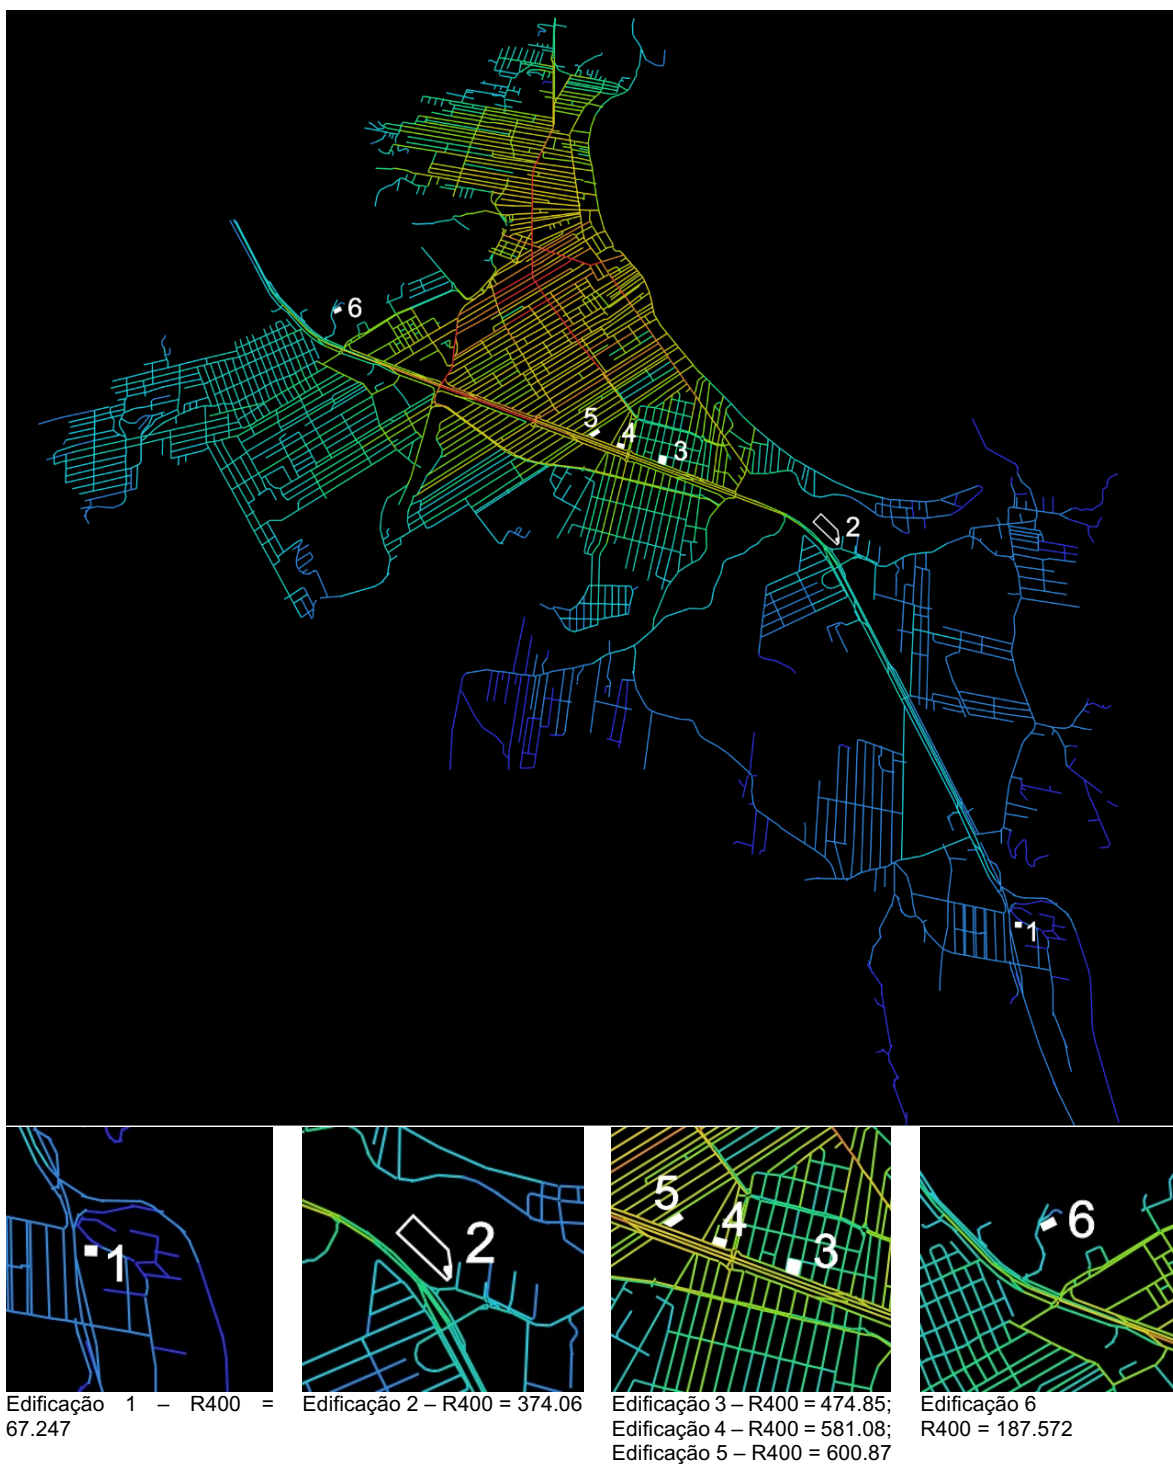 6
5
4
3
2
1
1
2
5
4
3
6
Edificação 1 – R400 =
67.247
Edificação 2 – R400 = 374.06
Edificação 3 – R400 = 474.85;
Edificação 4 – R400 = 581.08;
Edificação 5 – R400 = 600.87
Edificação 6
R400 = 187.572